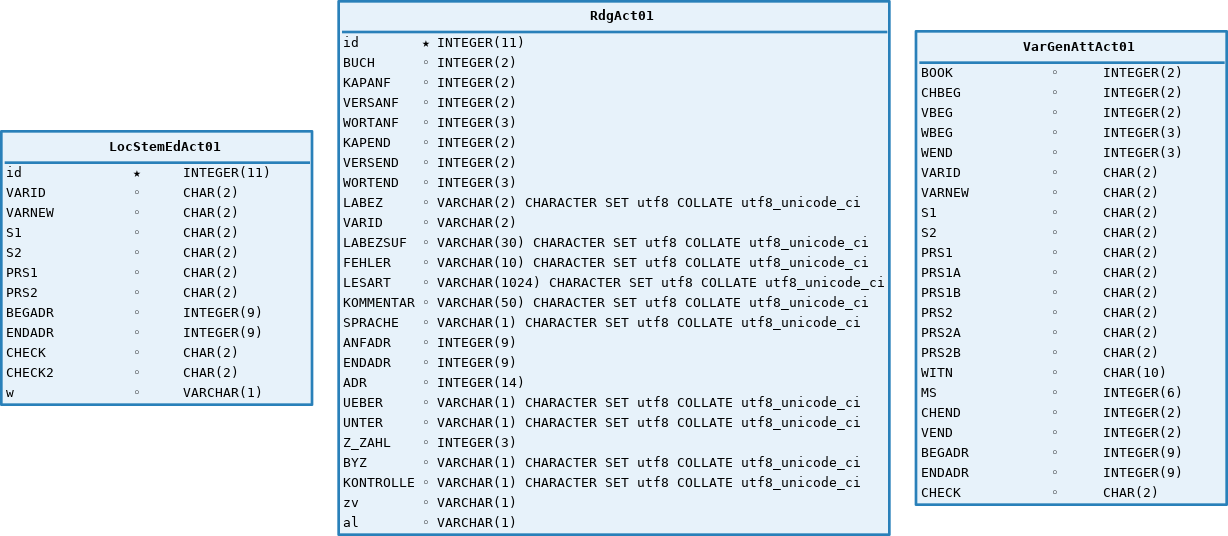 LocStemEdAct01
id ★ INTEGER(11)
VARID ◦ CHAR(2)
VARNEW ◦ CHAR(2)
S1 ◦ CHAR(2)
S2 ◦ CHAR(2)
PRS1 ◦ CHAR(2)
PRS2 ◦ CHAR(2)
BEGADR ◦ INTEGER(9)
ENDADR ◦ INTEGER(9)
CHECK ◦ CHAR(2)
CHECK2 ◦ CHAR(2)
w ◦ VARCHAR(1)
RdgAct01
id ★ INTEGER(11)
BUCH ◦ INTEGER(2)
KAPANF ◦ INTEGER(2)
VERSANF ◦ INTEGER(2)
WORTANF ◦ INTEGER(3)
KAPEND ◦ INTEGER(2)
VERSEND ◦ INTEGER(2)
WORTEND ◦ INTEGER(3)
LABEZ ◦ VARCHAR(2) CHARACTER SET utf8 COLLATE utf8_unicode_ci
VARID ◦ VARCHAR(2)
LABEZSUF ◦ VARCHAR(30) CHARACTER SET utf8 COLLATE utf8_unicode_ci
FEHLER ◦ VARCHAR(10) CHARACTER SET utf8 COLLATE utf8_unicode_ci
LESART ◦ VARCHAR(1024) CHARACTER SET utf8 COLLATE utf8_unicode_ci
KOMMENTAR ◦ VARCHAR(50) CHARACTER SET utf8 COLLATE utf8_unicode_ci
SPRACHE ◦ VARCHAR(1) CHARACTER SET utf8 COLLATE utf8_unicode_ci
ANFADR ◦ INTEGER(9)
ENDADR ◦ INTEGER(9)
ADR ◦ INTEGER(14)
UEBER ◦ VARCHAR(1) CHARACTER SET utf8 COLLATE utf8_unicode_ci
UNTER ◦ VARCHAR(1) CHARACTER SET utf8 COLLATE utf8_unicode_ci
Z_ZAHL ◦ INTEGER(3)
BYZ ◦ VARCHAR(1) CHARACTER SET utf8 COLLATE utf8_unicode_ci
KONTROLLE ◦ VARCHAR(1) CHARACTER SET utf8 COLLATE utf8_unicode_ci
zv ◦ VARCHAR(1)
al ◦ VARCHAR(1)
VarGenAttAct01
BOOK ◦ INTEGER(2)
CHBEG ◦ INTEGER(2)
VBEG ◦ INTEGER(2)
WBEG ◦ INTEGER(3)
WEND ◦ INTEGER(3)
VARID ◦ CHAR(2)
VARNEW ◦ CHAR(2)
S1 ◦ CHAR(2)
S2 ◦ CHAR(2)
PRS1 ◦ CHAR(2)
PRS1A ◦ CHAR(2)
PRS1B ◦ CHAR(2)
PRS2 ◦ CHAR(2)
PRS2A ◦ CHAR(2)
PRS2B ◦ CHAR(2)
WITN ◦ CHAR(10)
MS ◦ INTEGER(6)
CHEND ◦ INTEGER(2)
VEND ◦ INTEGER(2)
BEGADR ◦ INTEGER(9)
ENDADR ◦ INTEGER(9)
CHECK ◦ CHAR(2)